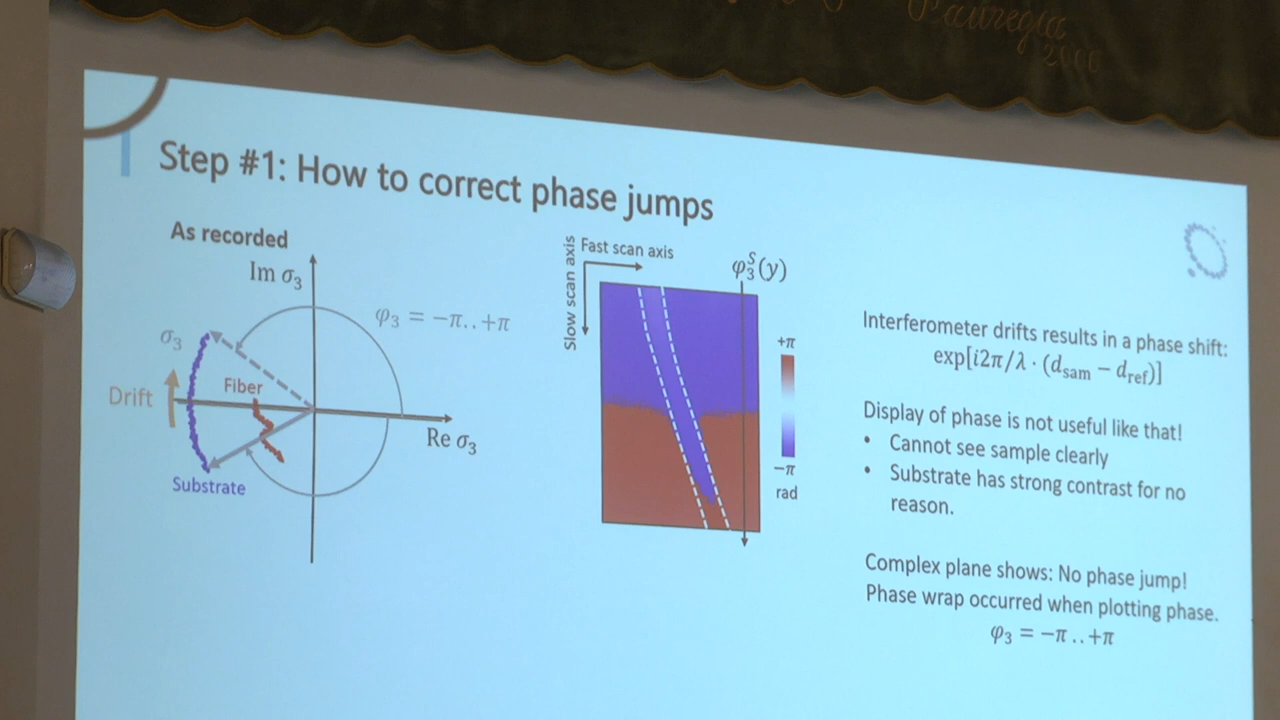 2000
Step #1: How to correct phase jumps
As recorded
Im σ₃
φ₃ = −π..+π
σ₃
Drift
Fiber
Re σ₃
Substrate
Fast scan axis
Slow scan axis
φ₃ˢ(y)
+π
−π
rad
Interferometer drifts results in a phase shift:
exp[i2π/λ · (d_sam − d_ref)]
Display of phase is not useful like that!
• Cannot see sample clearly
• Substrate has strong contrast for no
reason.
Complex plane shows: No phase jump!
Phase wrap occurred when plotting phase.
φ₃ = −π .. +π